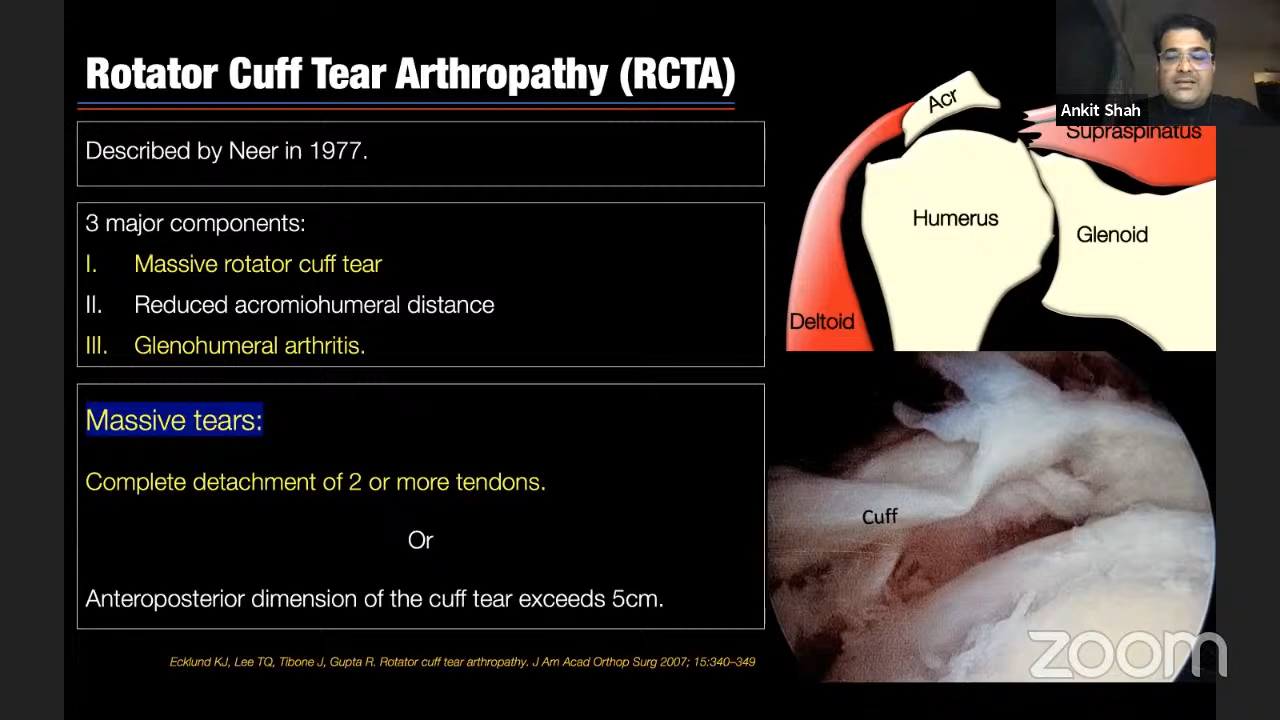 Rotator Cuff Tear Arthropathy (RCTA)
Described by Neer in 1977.
3 major components:
I. Massive rotator cuff tear
II. Reduced acromiohumeral distance
III. Glenohumeral arthritis.
Massive tears:
Complete detachment of 2 or more tendons.
Or
Anteroposterior dimension of the cuff tear exceeds 5cm.
Ecklund KJ, Lee TQ, Tibone J, Gupta R. Rotator cuff tear arthropathy. J Am Acad Orthop Surg 2007; 15:340–349
Acr
Ankit Shah
Supraspinatus
Humerus
Glenoid
Deltoid
Cuff
zoom